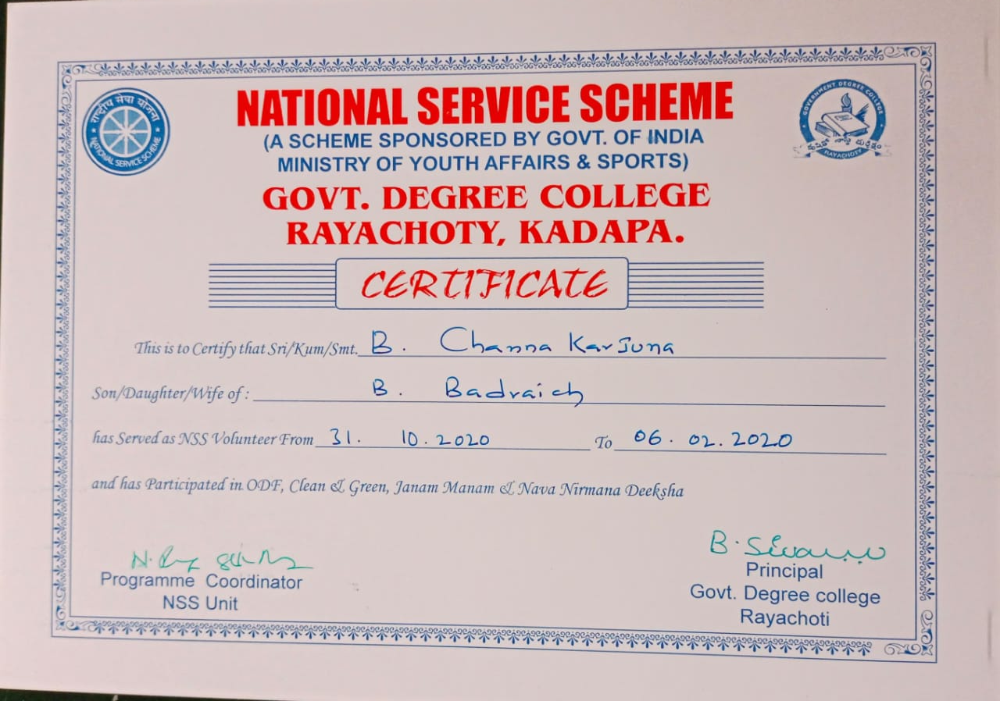 राष्ट्रीय सेवा योजना
NATIONAL SERVICE SCHEME
GOVERNMENT DEGREE COLLEGE
RAYACHOTY
NATIONAL SERVICE SCHEME
(A SCHEME SPONSORED BY GOVT. OF INDIA
MINISTRY OF YOUTH AFFAIRS & SPORTS)
GOVT. DEGREE COLLEGE
RAYACHOTY, KADAPA.
CERTIFICATE
This is to Certify that Sri/Kum/Smt. B. Channa Karjuna
Son/Daughter/Wife of : B. Badraiah
has Served as NSS Volunteer From 31. 10.2020 To 06. 02.2020
and has Participated in ODF, Clean & Green, Janam Manam & Nava Nirmana Deeksha
Programme Coordinator
NSS Unit
Principal
Govt. Degree college
Rayachoti